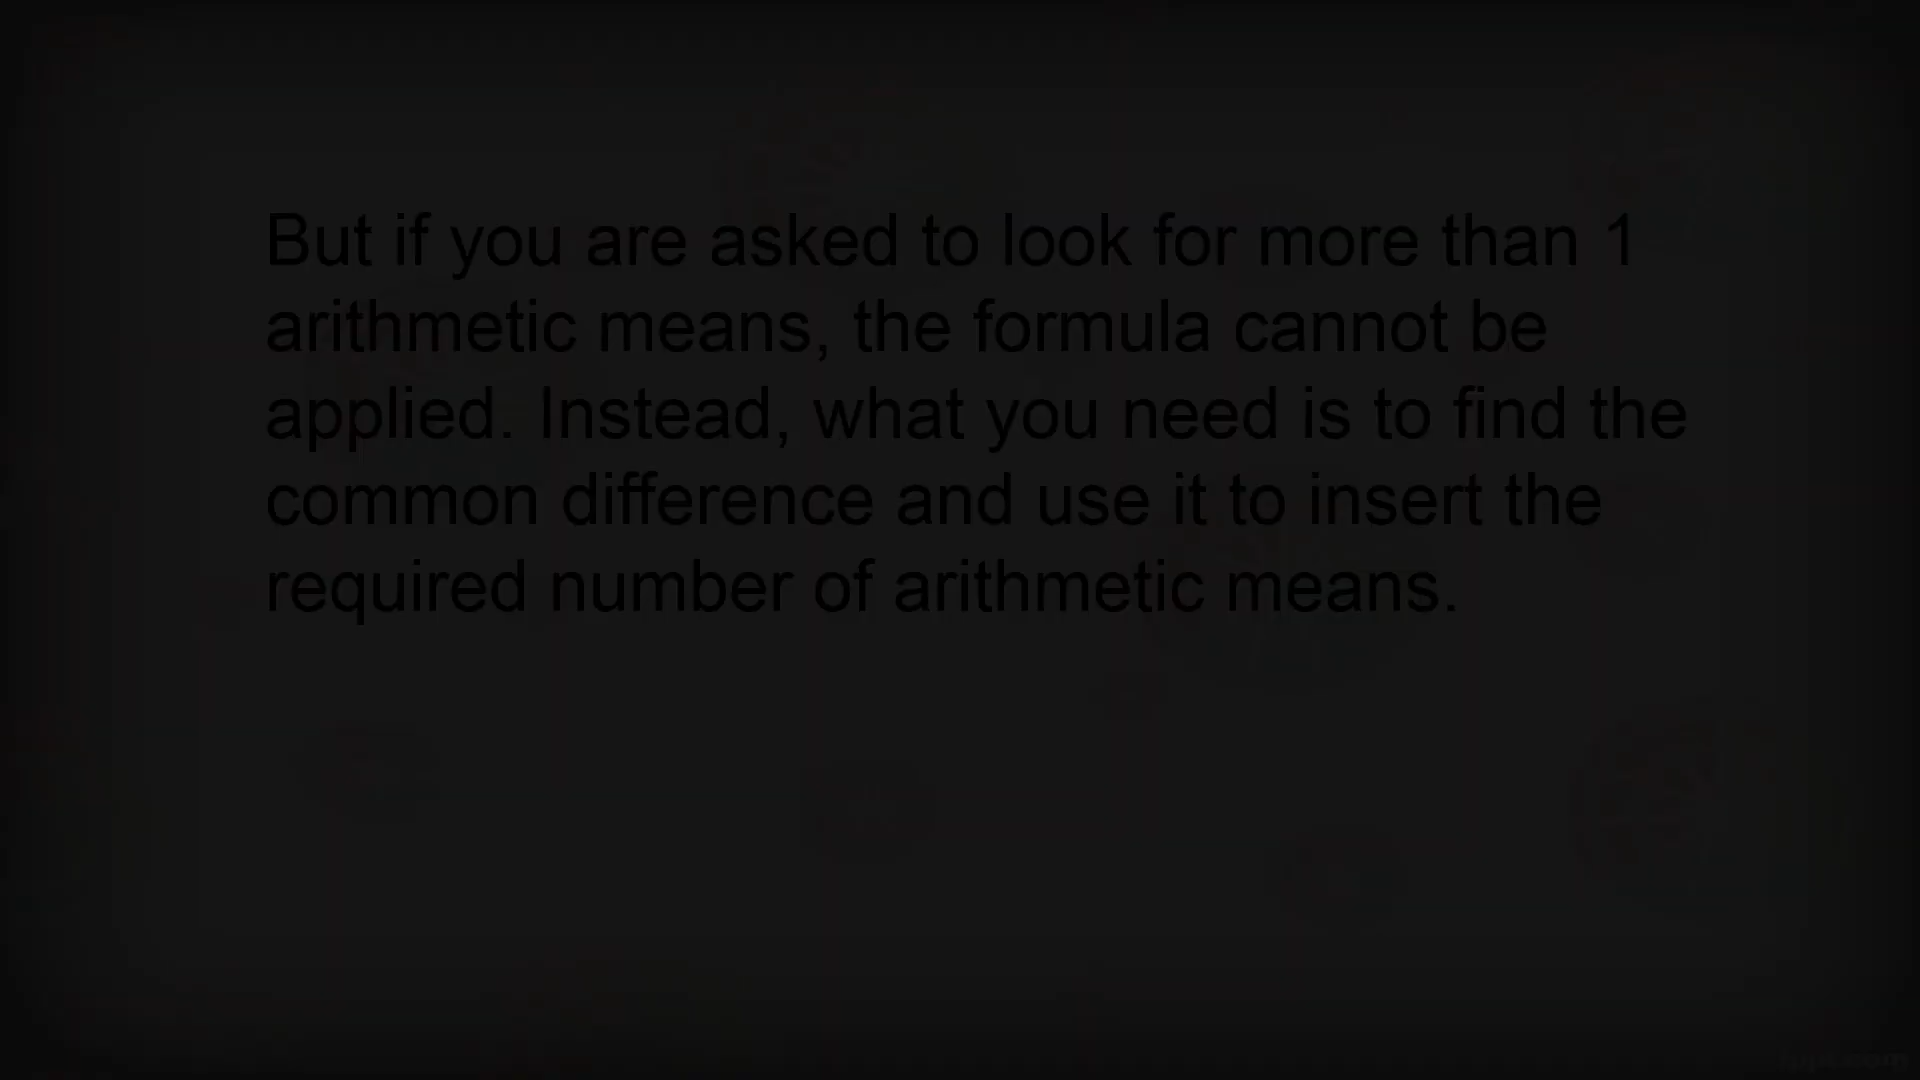 But if you are asked to look for more than 1
arithmetic means, the formula cannot be
applied. Instead, what you need is to find the
common difference and use it to insert the
required number of arithmetic means.